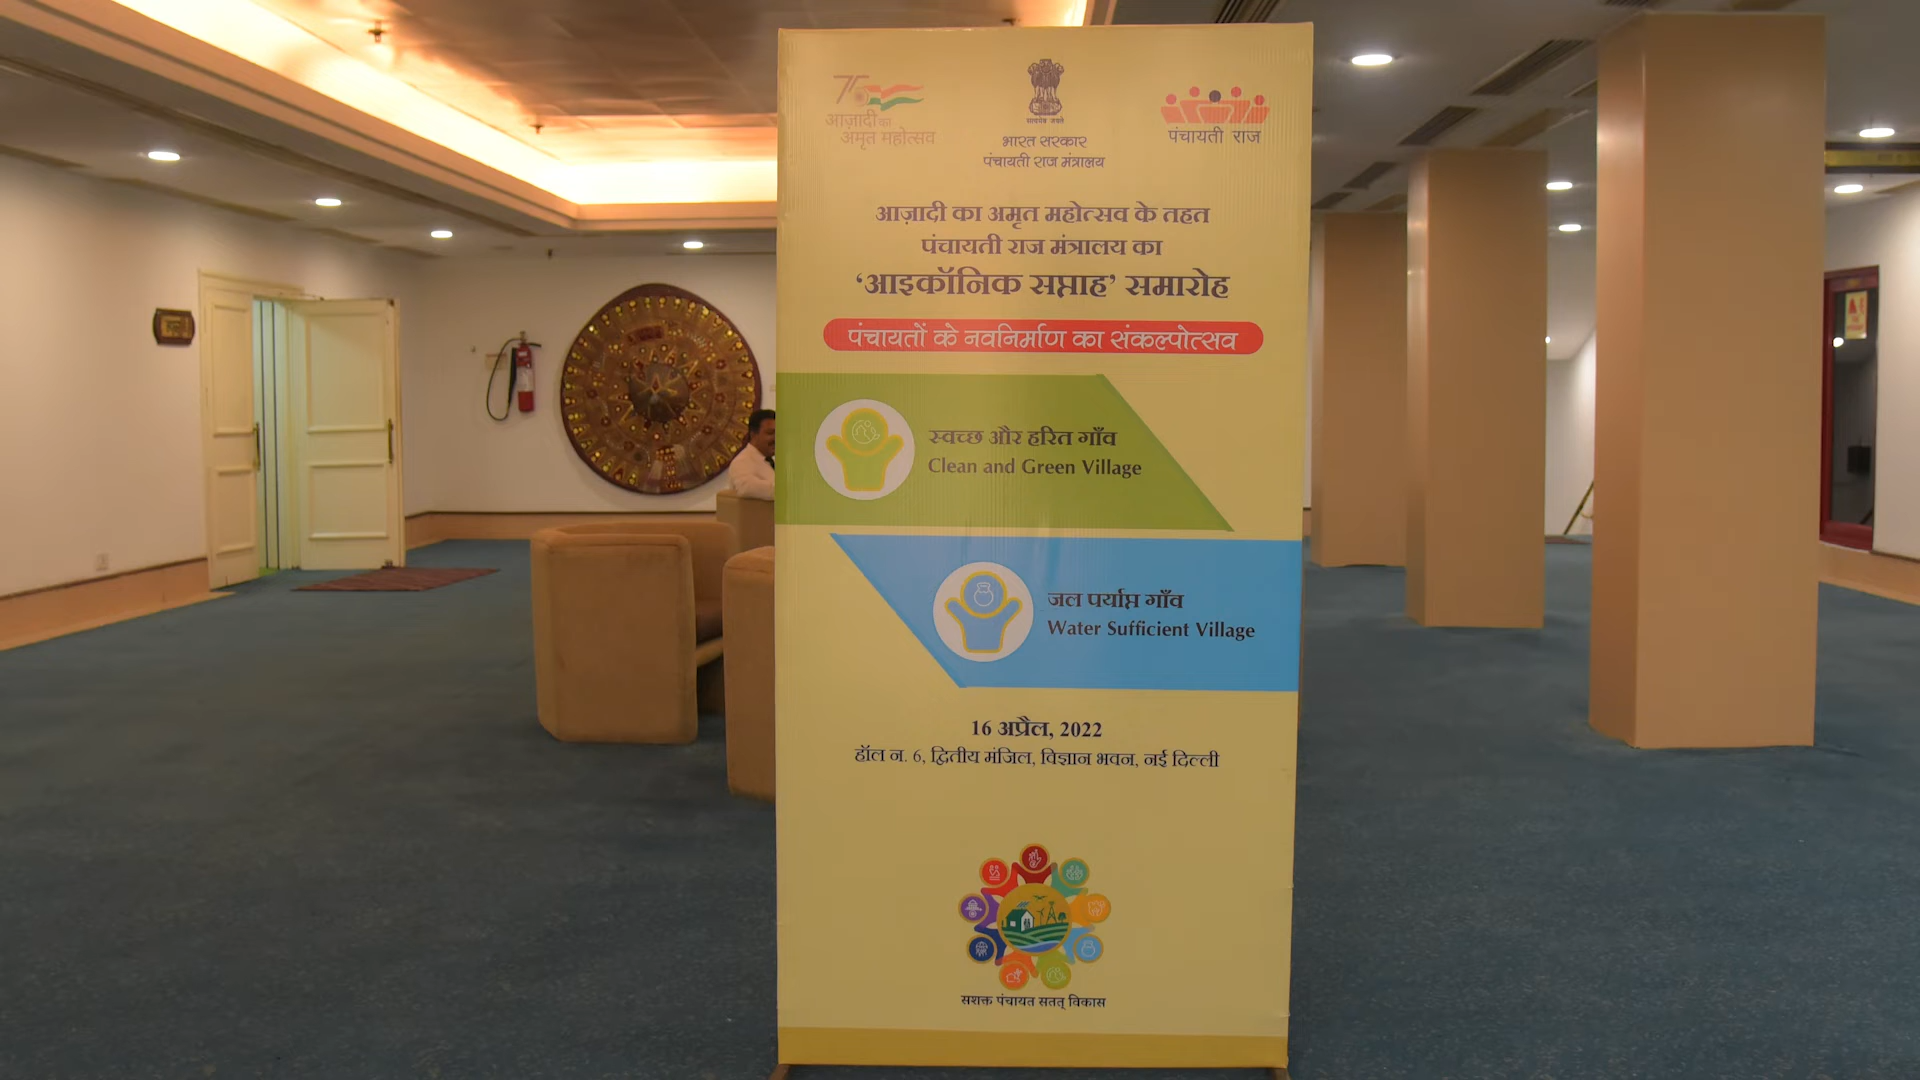 75
आज़ादी का
अमृत महोत्सव
सत्यमेव जयते
भारत सरकार
पंचायती राज मंत्रालय
पंचायती राज
आज़ादी का अमृत महोत्सव के तहत
पंचायती राज मंत्रालय का
‘आइकॉनिक सप्ताह’ समारोह
पंचायतों के नवनिर्माण का संकल्पोत्सव
स्वच्छ और हरित गाँव
Clean and Green Village
जल पर्याप्त गाँव
Water Sufficient Village
16 अप्रैल, 2022
हॉल न. 6, द्वितीय मंजिल, विज्ञान भवन, नई दिल्ली
सशक्त पंचायत सतत् विकास